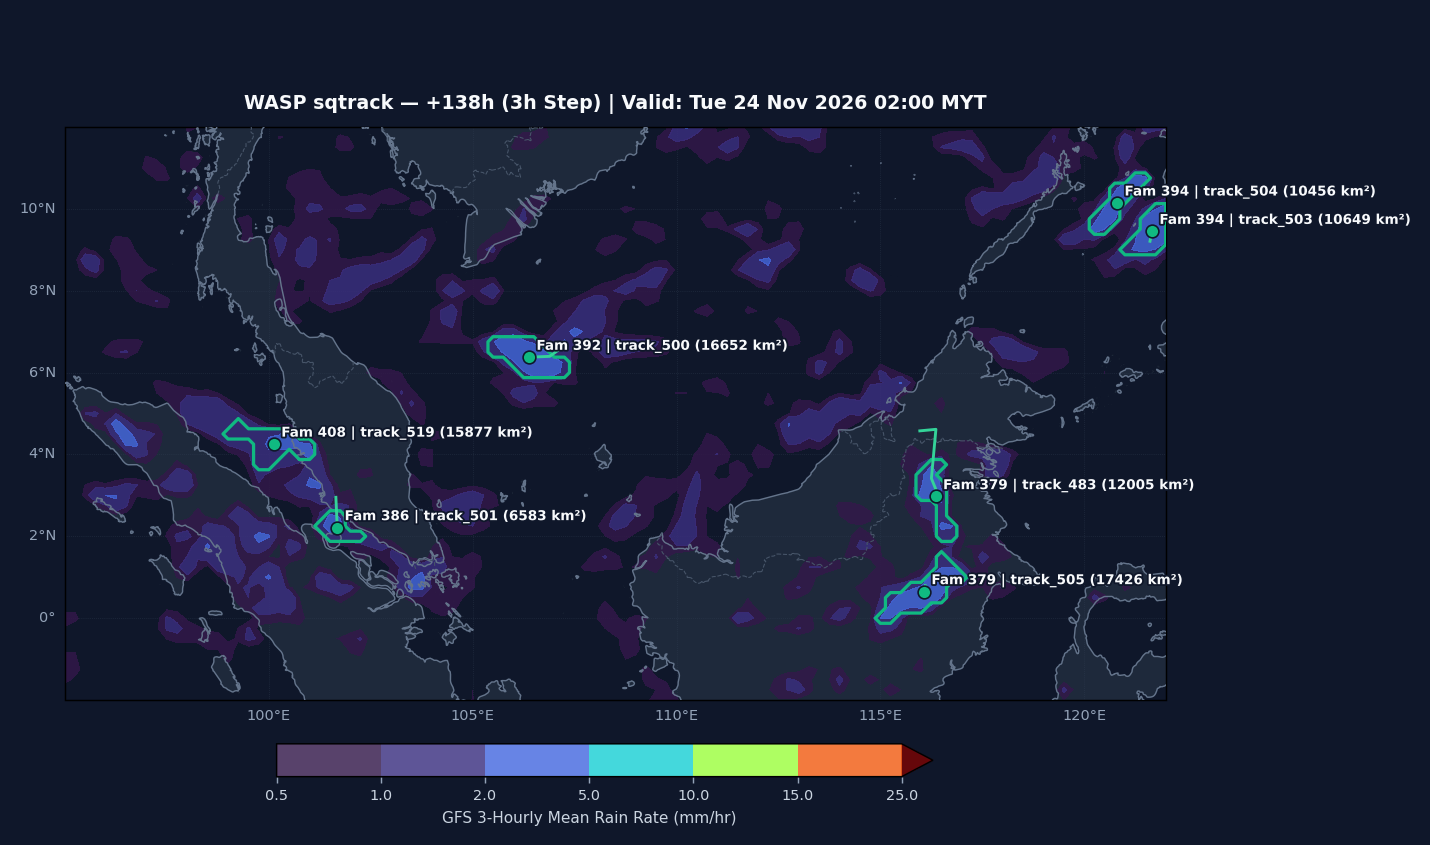 WASP sqtrack — +138h (3h Step) | Valid: Tue 24 Nov 2026 02:00 MYT
Fam 394 | track_504 (10456 km²)
10°N
Fam 394 | track_503 (10649 km²)
8°N
Fam 392 | track_500 (16652 km²)
6°N
Fam 408 | track_519 (15877 km²)
4°N
Fam 379 | track_483 (12005 km²)
Fam 386 | track_501 (6583 km²)
2°N
Fam 379 | track_505 (17426 km²)
0°
100°E 105°E 110°E 115°E 120°E
0.5 1.0 2.0 5.0 10.0 15.0 25.0
GFS 3-Hourly Mean Rain Rate (mm/hr)